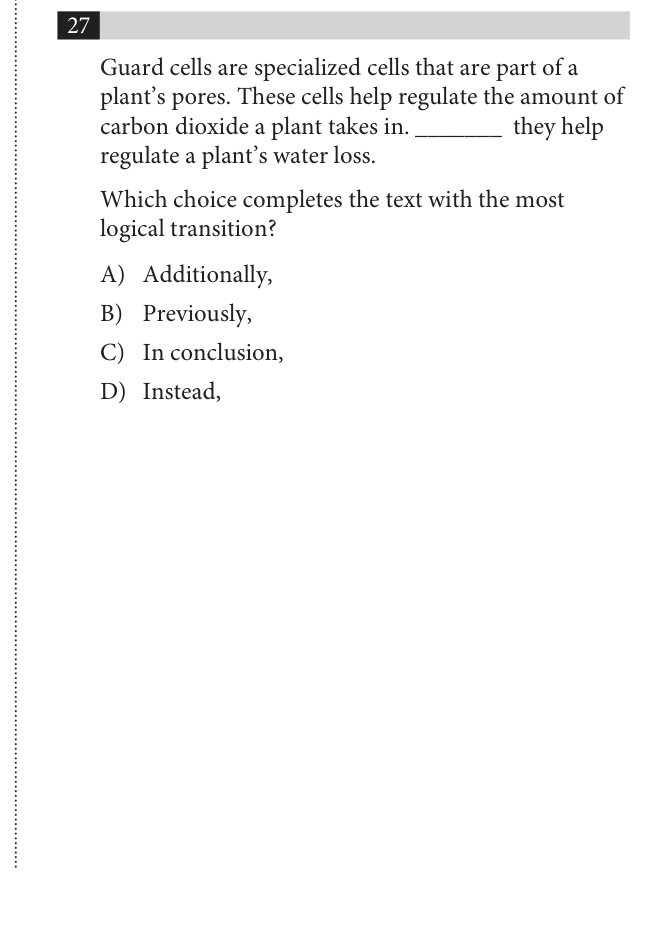 27
Guard cells are specialized cells that are part of a
plant’s pores. These cells help regulate the amount of
carbon dioxide a plant takes in. _______ they help
regulate a plant’s water loss.
Which choice completes the text with the most
logical transition?
A) Additionally,
B) Previously,
C) In conclusion,
D) Instead,